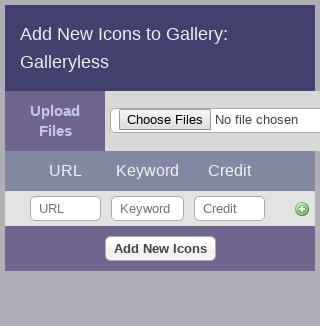 Add New Icons to Gallery:
Galleryless
Upload
Files
Choose Files No file chosen
URL Keyword Credit
URL Keyword Credit
Add New Icons